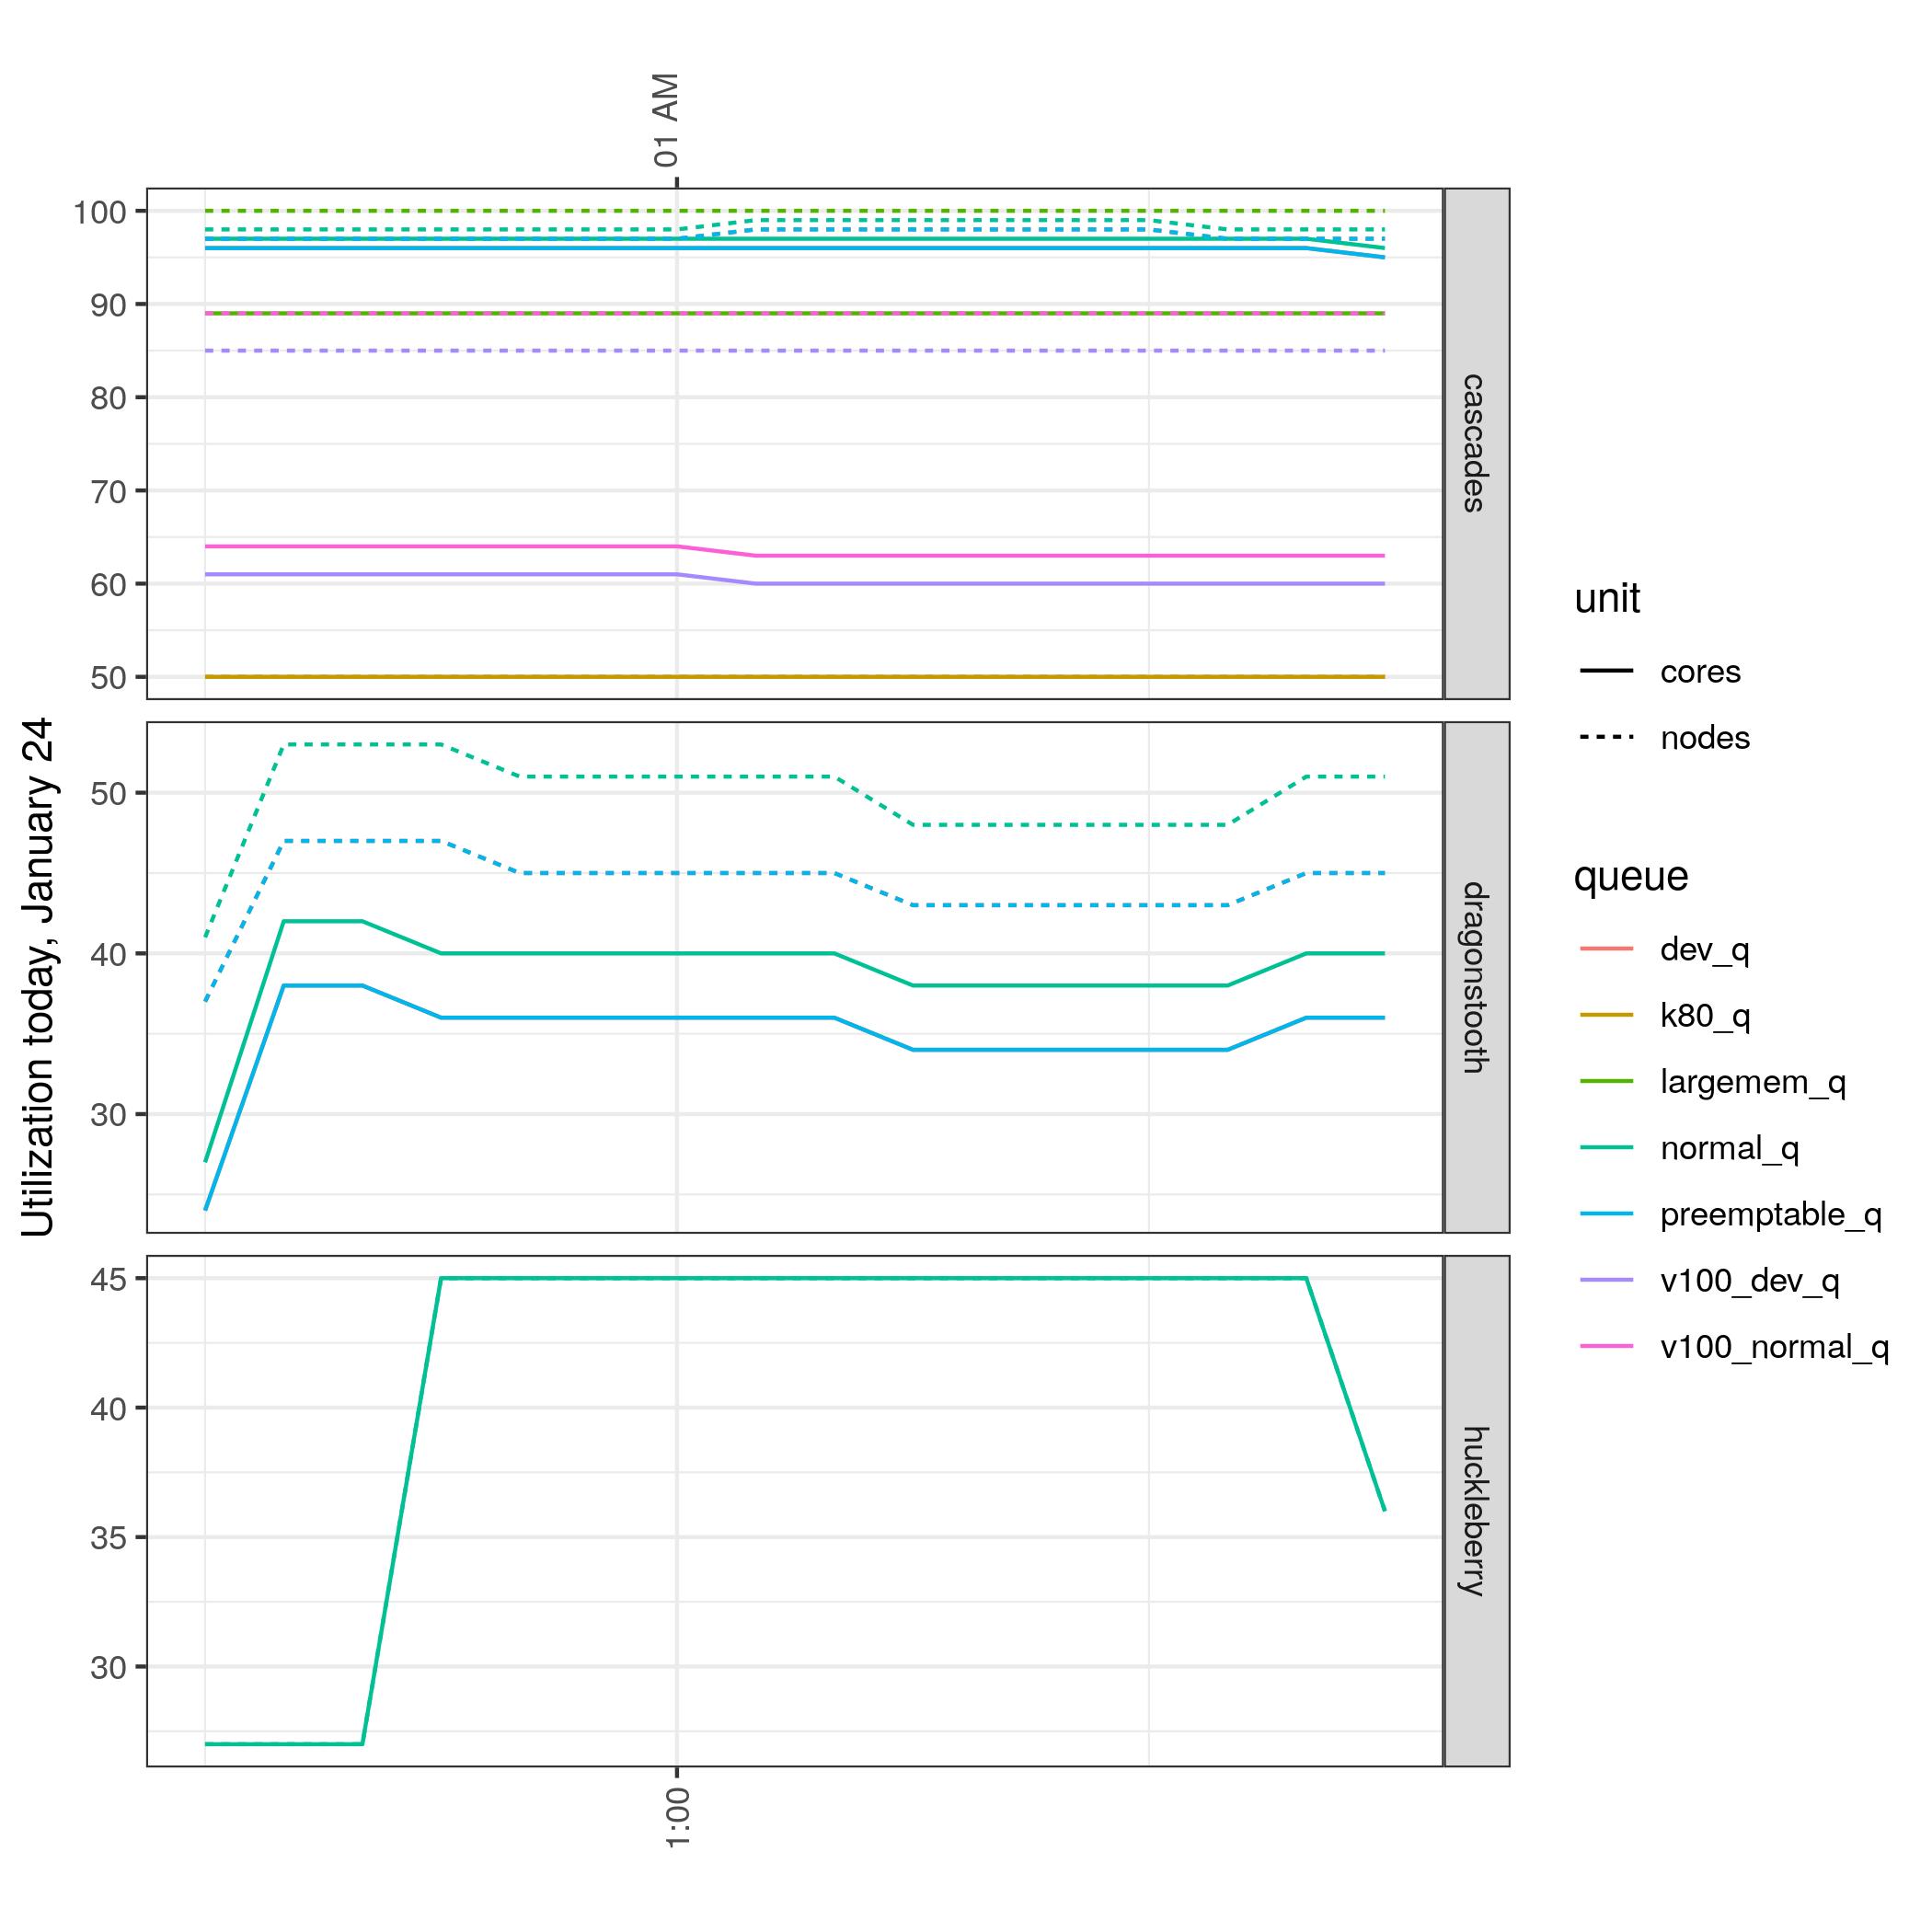 01 AM
100
90
80
70
60
50
cascades
50
40
30
dragonstooth
45
40
35
30
huckleberry
1:00
Utilization today, January 24
unit
cores
nodes
queue
dev_q
k80_q
largemem_q
normal_q
preemptable_q
v100_dev_q
v100_normal_q